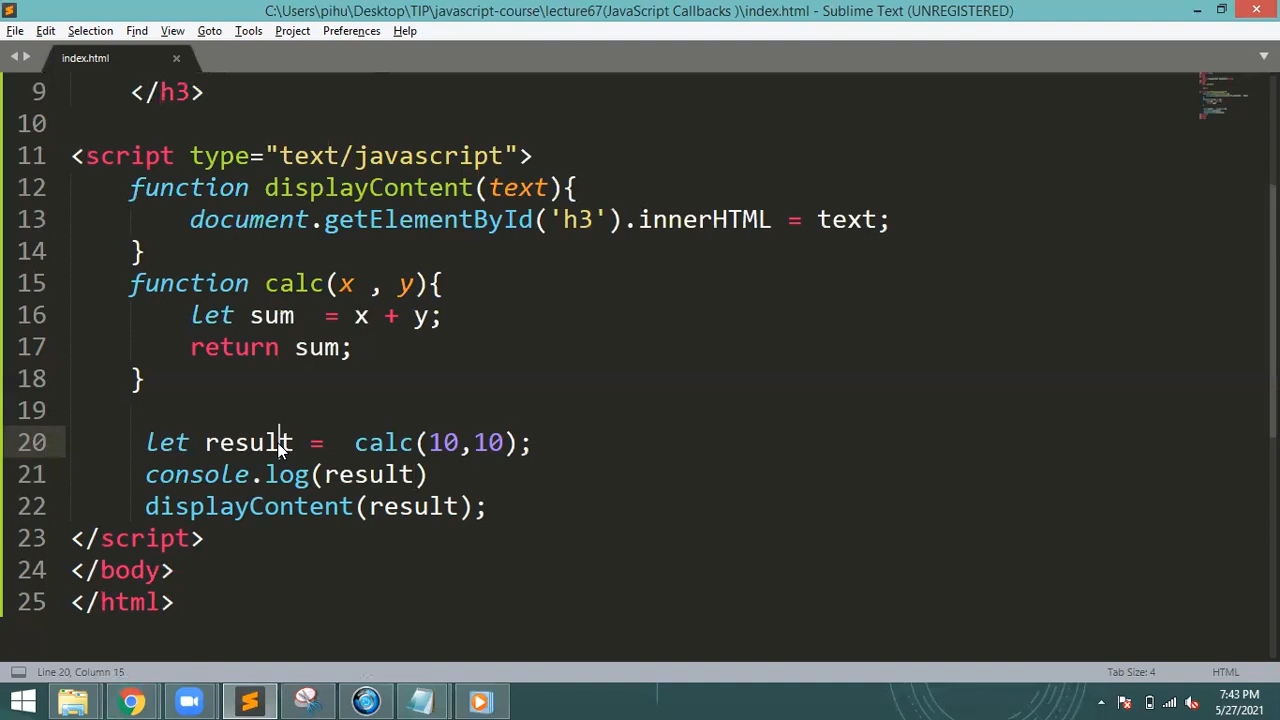 C:\Users\pihu\Desktop\TIP\javascript-course\lecture67(JavaScript Callbacks )\index.html - Sublime Text (UNREGISTERED)
File Edit Selection Find View Goto Tools Project Preferences Help
index.html
9 </h3>
10
11 <script type="text/javascript">
12 function displayContent(text){
13 document.getElementById('h3').innerHTML = text;
14 }
15 function calc(x , y){
16 let sum  = x + y;
17 return sum;
18 }
19
20 let result =  calc(10,10);
21 console.log(result)
22 displayContent(result);
23 </script>
24 </body>
25 </html>
Line 20, Column 15 Tab Size: 4 HTML
7:43 PM
5/27/2021